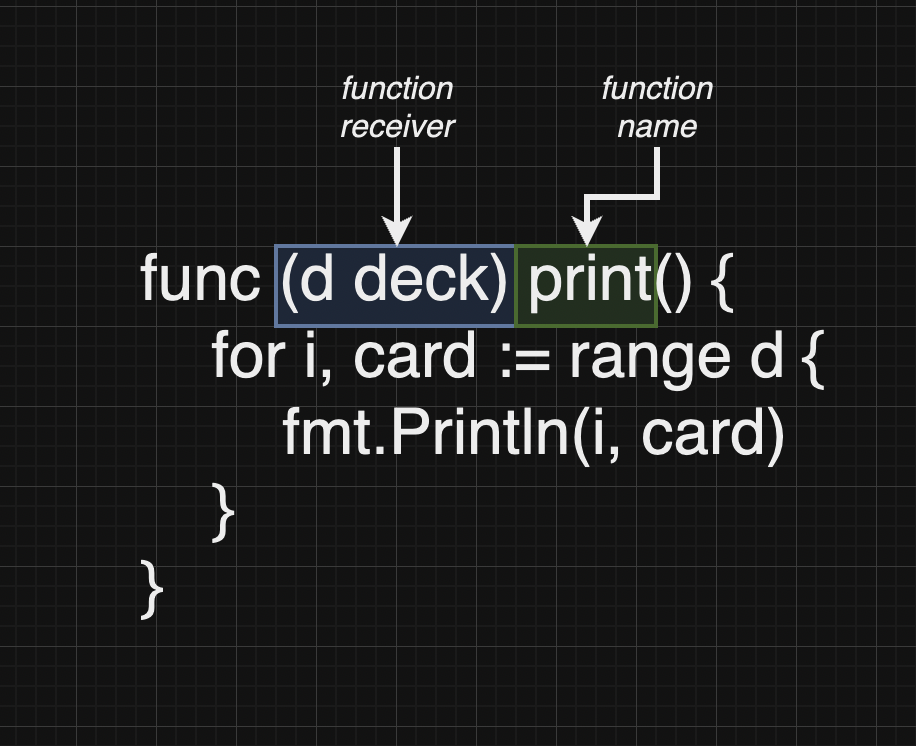 function
receiver
function
name
func (d deck) print() {
for i, card := range d {
fmt.Println(i, card)
}
}